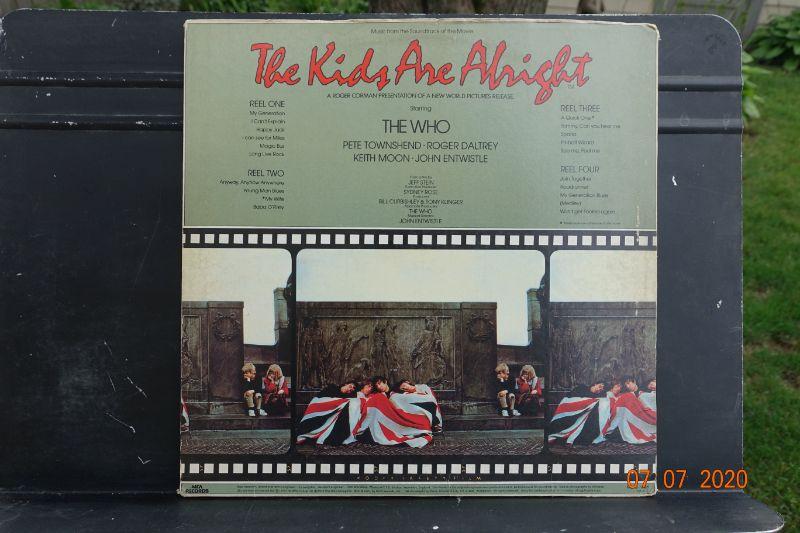 Music from the Soundtrack of the Movie
The Kids Are Alright
TM
A ROGER CORMAN PRESENTATION OF A NEW WORLD PICTURES RELEASE.
Starring
THE WHO
PETE TOWNSHEND · ROGER DALTREY
KEITH MOON · JOHN ENTWISTLE
REEL ONE
My Generation
I Can't Explain
Happy Jack
I can see for Miles
Magic Bus
Long Live Rock
REEL TWO
Anyway, Anyhow Anywhere
Young Man Blues
*My Wife
Baba O'Riley
JEFF STEIN
SYDNEY ROSE
BILL CURBISHLEY & TONY KLINGER
THE WHO
JOHN ENTWISTLE
REEL THREE
A Quick One*
Tommy, Can you hear me
Sparks
Pinball Wizard
See me, Feel me
REEL FOUR
Join Together
Roadrunner
My Generation Blues
(Medley)
Won't get Fooled again
MCA
RECORDS
KODAK SAFETY FILM
07 07 2020